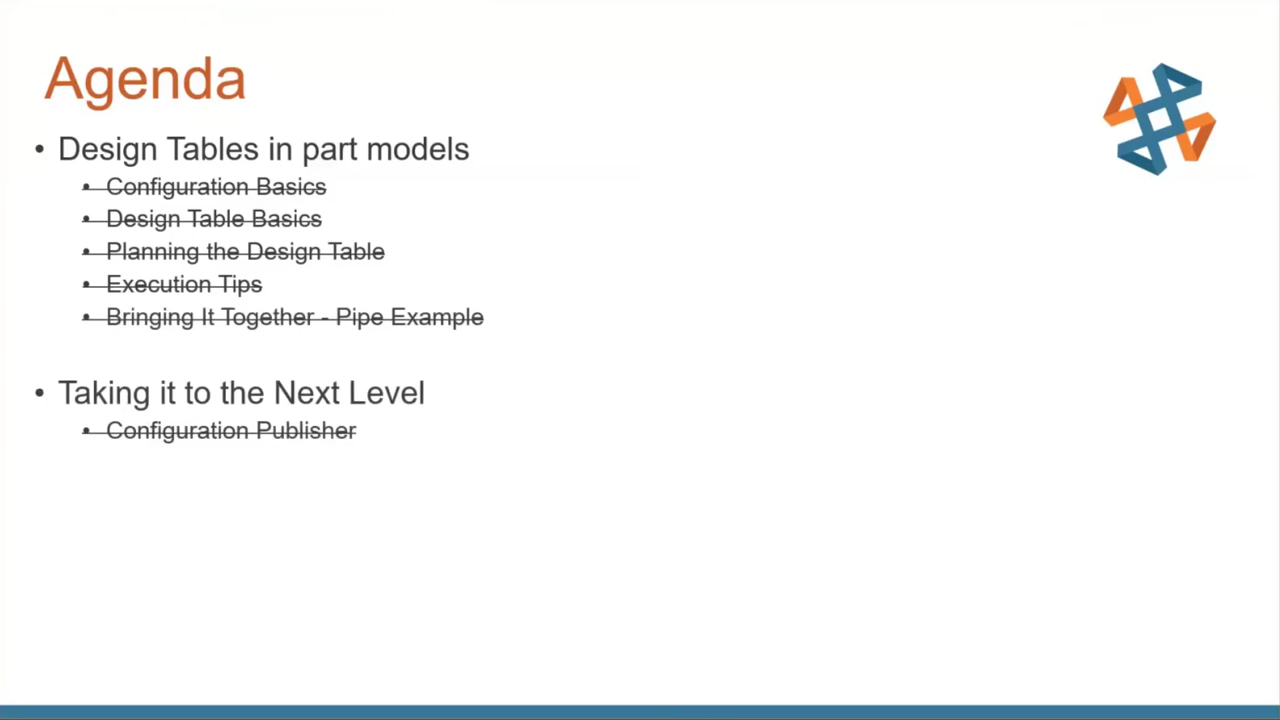 Agenda
• Design Tables in part models
• Configuration Basics
• Design Table Basics
• Planning the Design Table
• Execution Tips
• Bringing It Together - Pipe Example
• Taking it to the Next Level
• Configuration Publisher